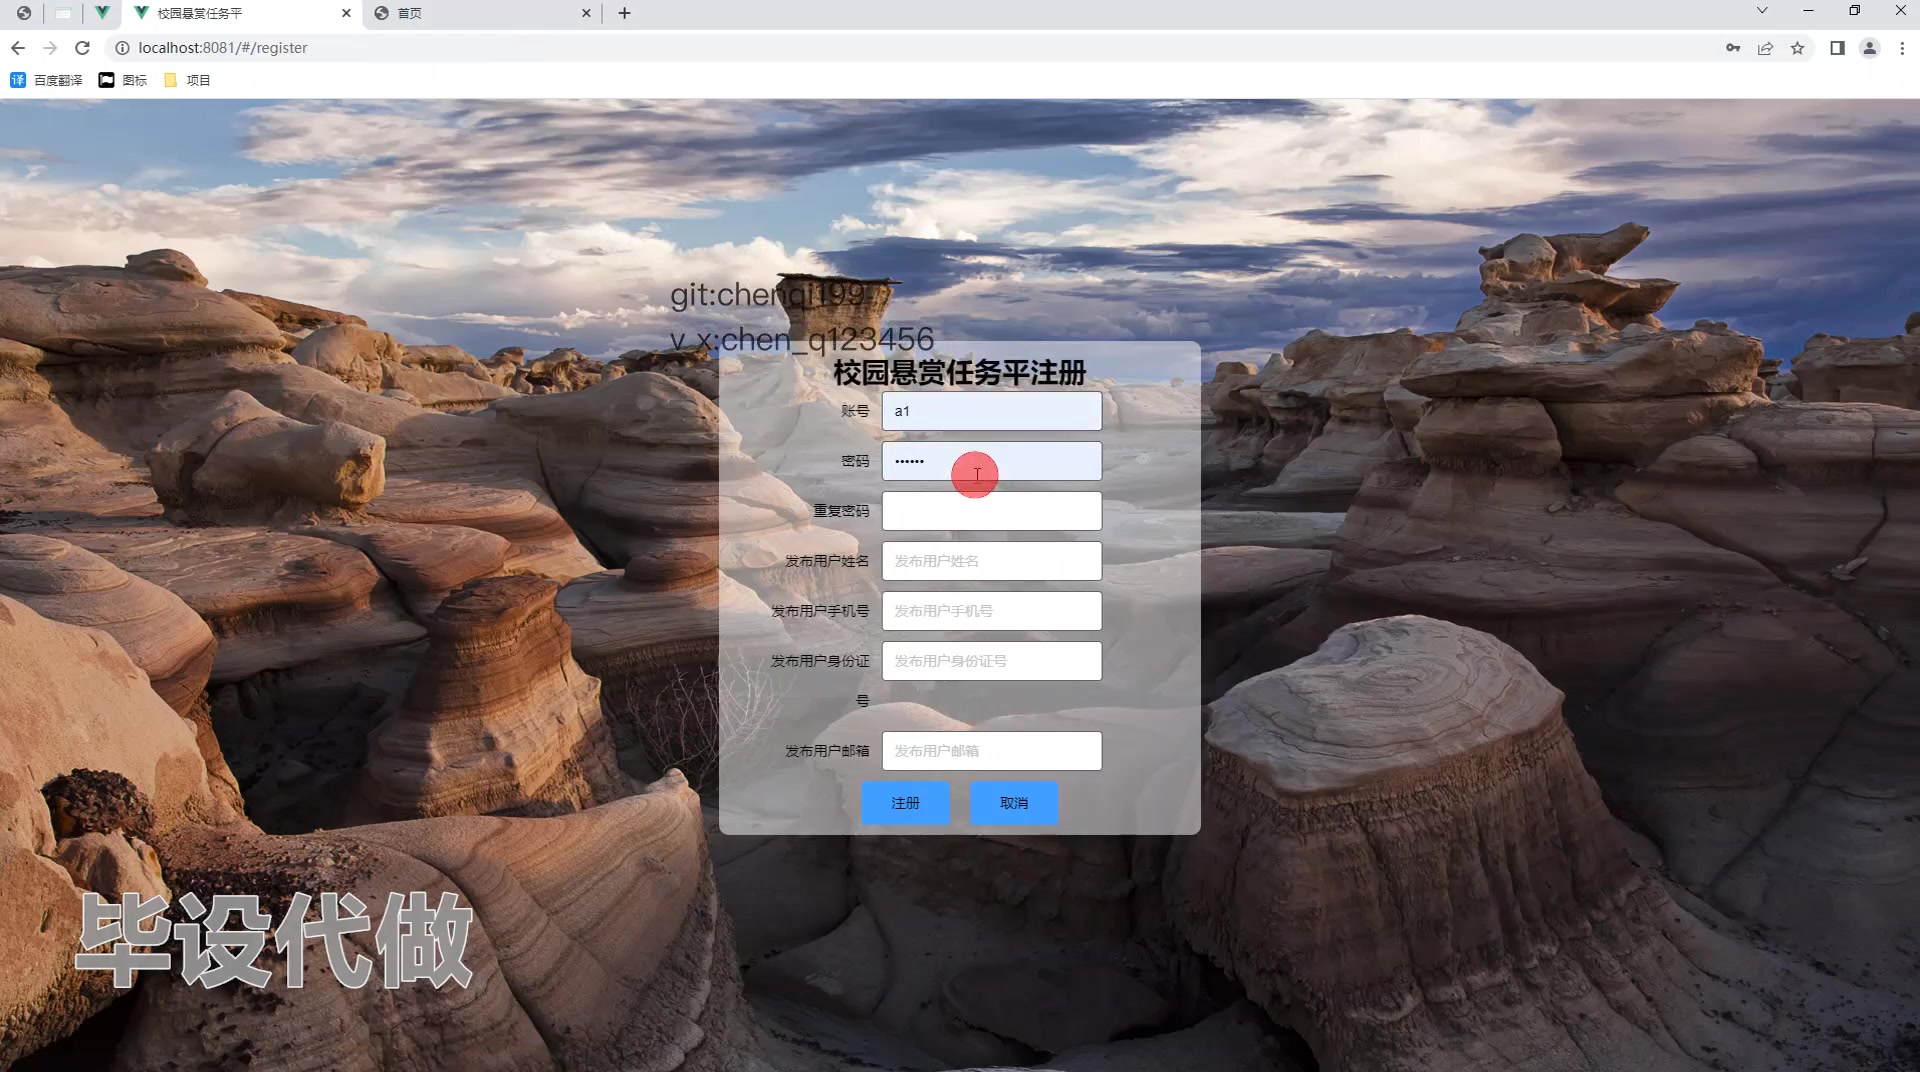 校园悬赏任务平
首页
localhost:8081/#/register
百度翻译
图标
项目
git:chenqi199
v_x:chen_q123456
校园悬赏任务平注册
账号 a1
密码 ••••••
重复密码
发布用户姓名 发布用户姓名
发布用户手机号 发布用户手机号
发布用户身份证 发布用户身份证号
号
发布用户邮箱 发布用户邮箱
注册 取消
毕设代做